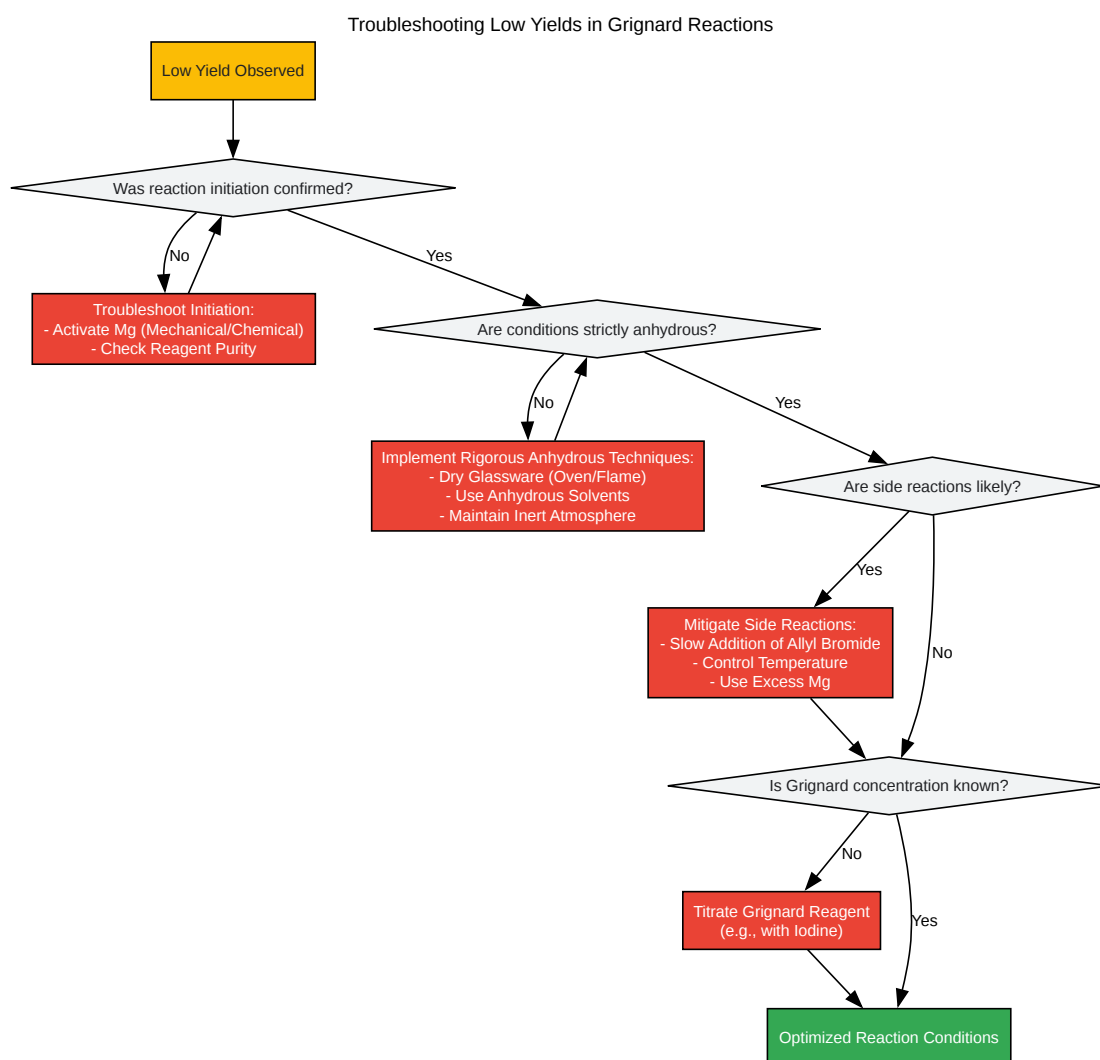 Troubleshooting Low Yields in Grignard Reactions
Low Yield Observed
Was reaction initiation confirmed?
No
Yes
Troubleshoot Initiation:
- Activate Mg (Mechanical/Chemical)
- Check Reagent Purity
Are conditions strictly anhydrous?
No
Yes
Implement Rigorous Anhydrous Techniques:
- Dry Glassware (Oven/Flame)
- Use Anhydrous Solvents
- Maintain Inert Atmosphere
Are side reactions likely?
Yes
No
Mitigate Side Reactions:
- Slow Addition of Allyl Bromide
- Control Temperature
- Use Excess Mg
Is Grignard concentration known?
No
Yes
Titrate Grignard Reagent
(e.g., with Iodine)
Optimized Reaction Conditions